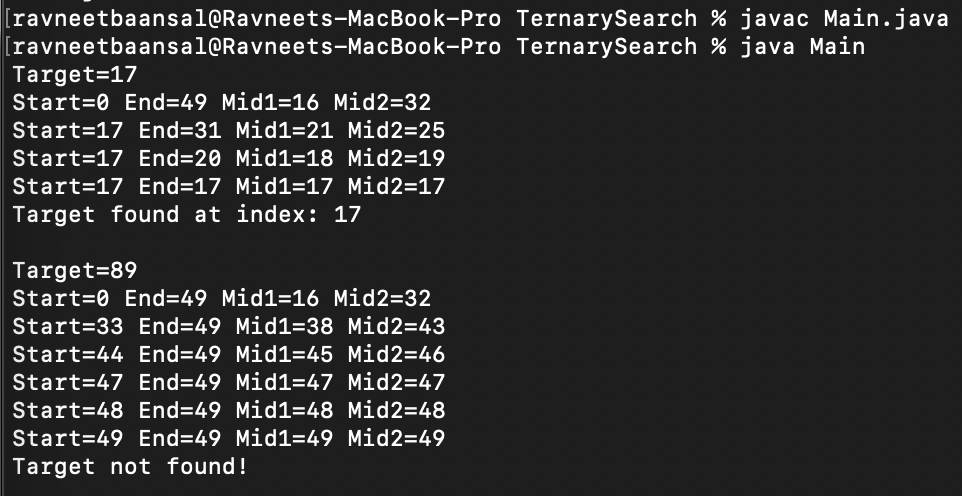 [ravneetbaansal@Ravneets-MacBook-Pro TernarySearch % javac Main.java
[ravneetbaansal@Ravneets-MacBook-Pro TernarySearch % java Main
Target=17
Start=0 End=49 Mid1=16 Mid2=32
Start=17 End=31 Mid1=21 Mid2=25
Start=17 End=20 Mid1=18 Mid2=19
Start=17 End=17 Mid1=17 Mid2=17
Target found at index: 17
Target=89
Start=0 End=49 Mid1=16 Mid2=32
Start=33 End=49 Mid1=38 Mid2=43
Start=44 End=49 Mid1=45 Mid2=46
Start=47 End=49 Mid1=47 Mid2=47
Start=48 End=49 Mid1=48 Mid2=48
Start=49 End=49 Mid1=49 Mid2=49
Target not found!